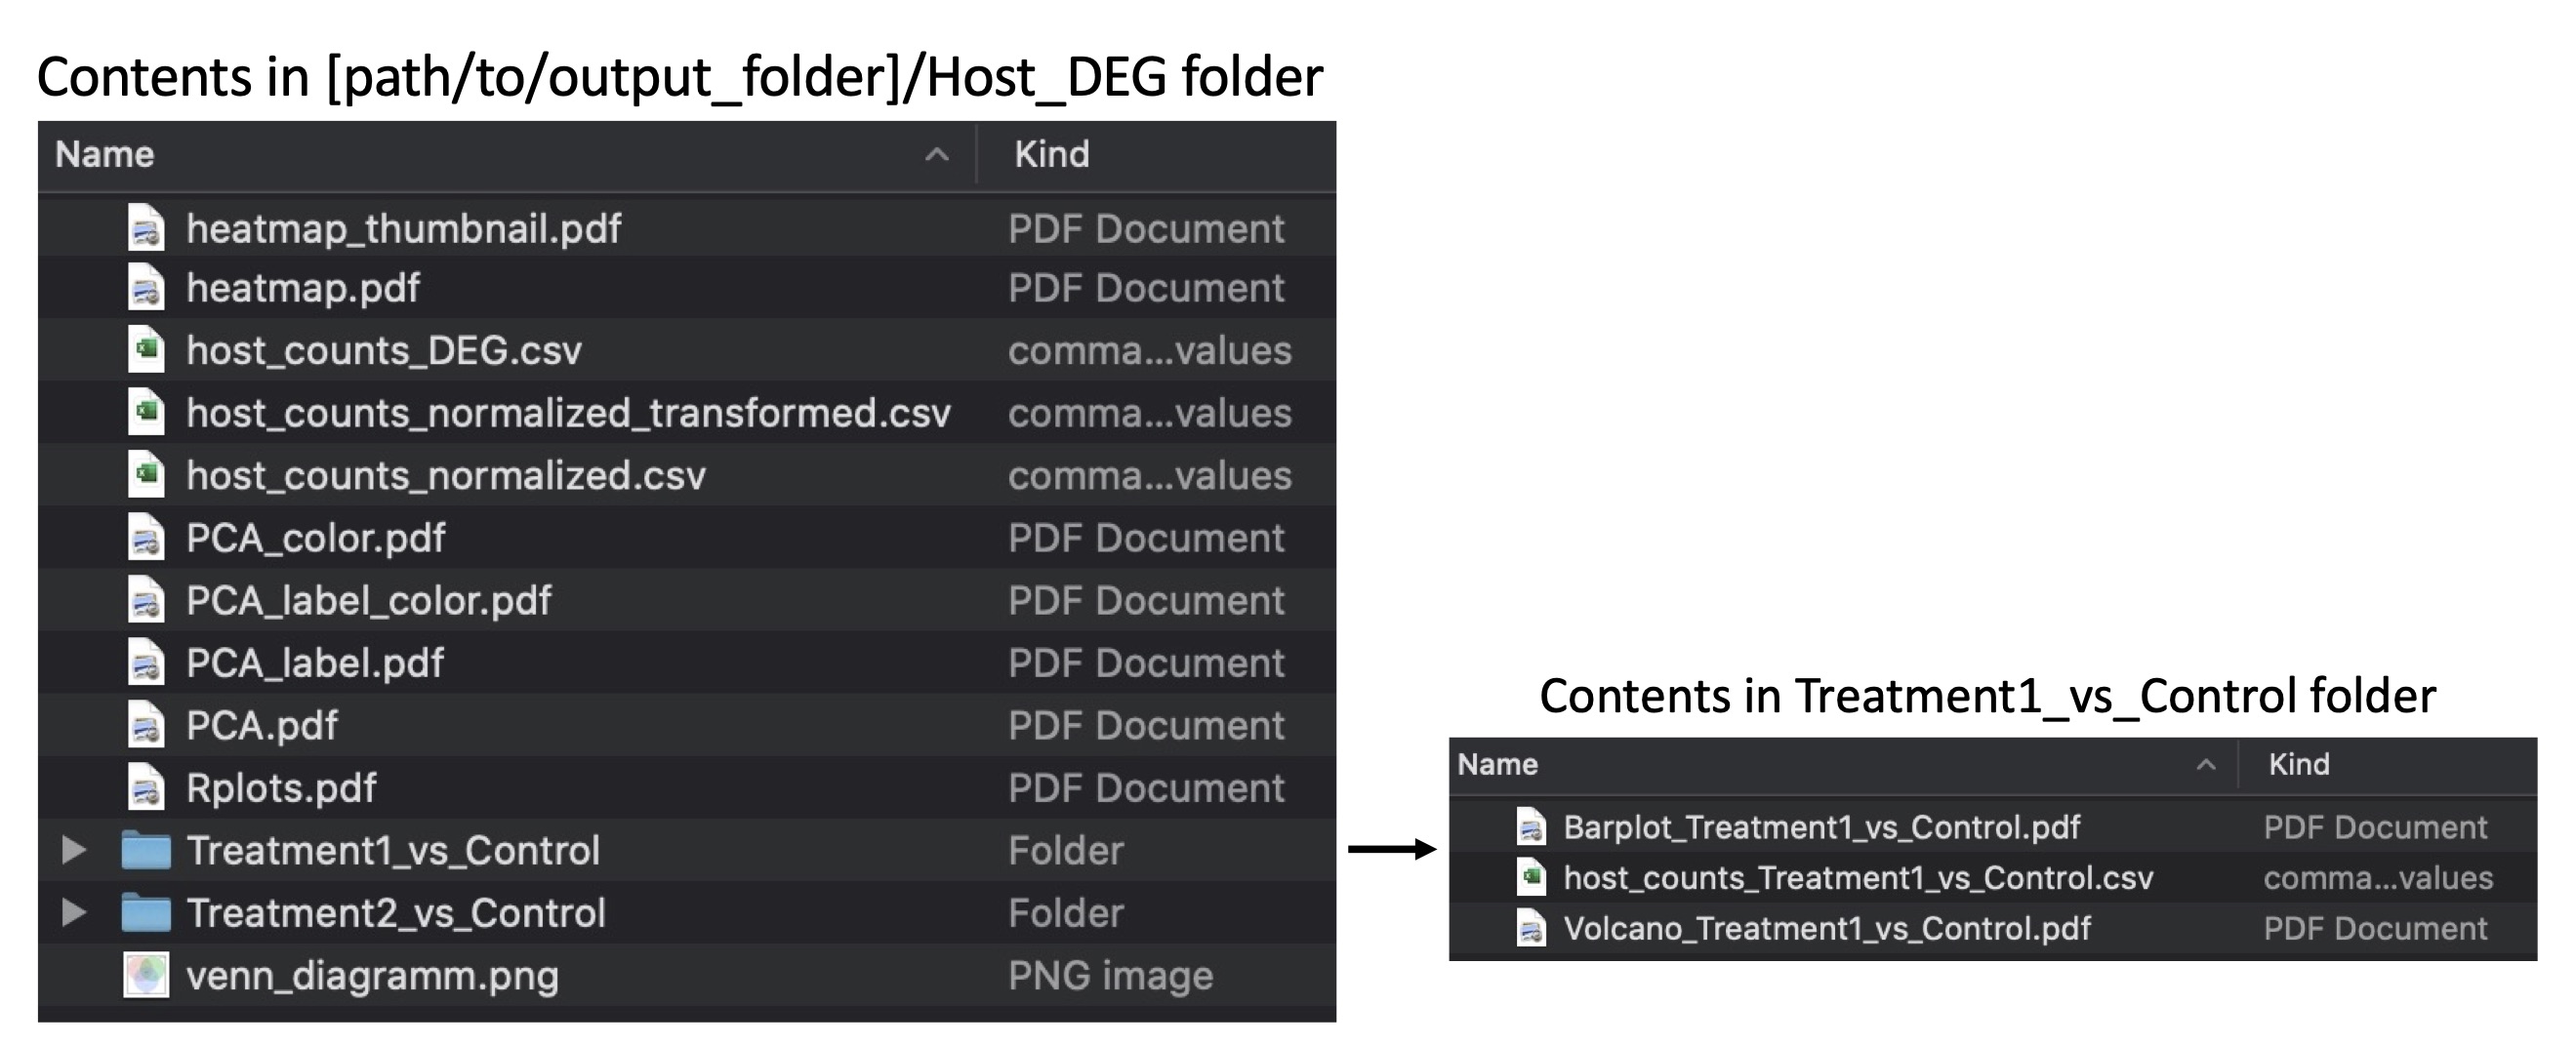 Contents in [path/to/output_folder]/Host_DEG folder
Name Kind
heatmap_thumbnail.pdf PDF Document
heatmap.pdf PDF Document
host_counts_DEG.csv comma...values
host_counts_normalized_transformed.csv comma...values
host_counts_normalized.csv comma...values
PCA_color.pdf PDF Document
PCA_label_color.pdf PDF Document
PCA_label.pdf PDF Document
PCA.pdf PDF Document
Rplots.pdf PDF Document
Treatment1_vs_Control Folder
Treatment2_vs_Control Folder
venn_diagramm.png PNG image
Contents in Treatment1_vs_Control folder
Name Kind
Barplot_Treatment1_vs_Control.pdf PDF Document
host_counts_Treatment1_vs_Control.csv comma...values
Volcano_Treatment1_vs_Control.pdf PDF Document